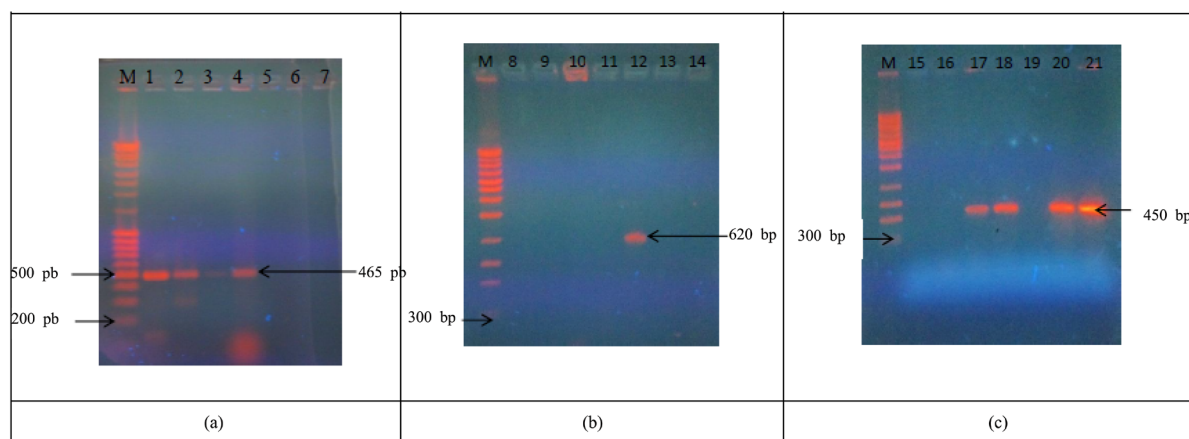 M 1 2 3 4 5 6 7
500 pb
465 pb
200 pb
(a)
M 8 9 10 11 12 13 14
620 bp
300 bp
(b)
M 15 16 17 18 19 20 21
450 bp
300 bp
(c)